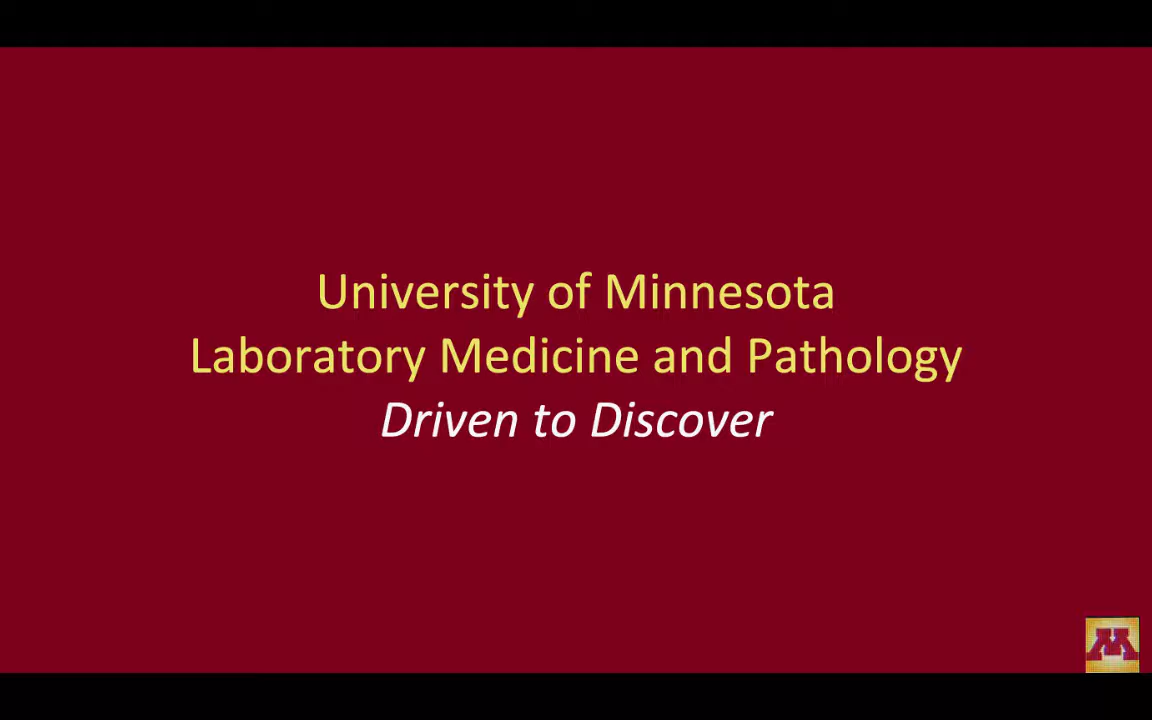 University of Minnesota
Laboratory Medicine and Pathology
Driven to Discover
M